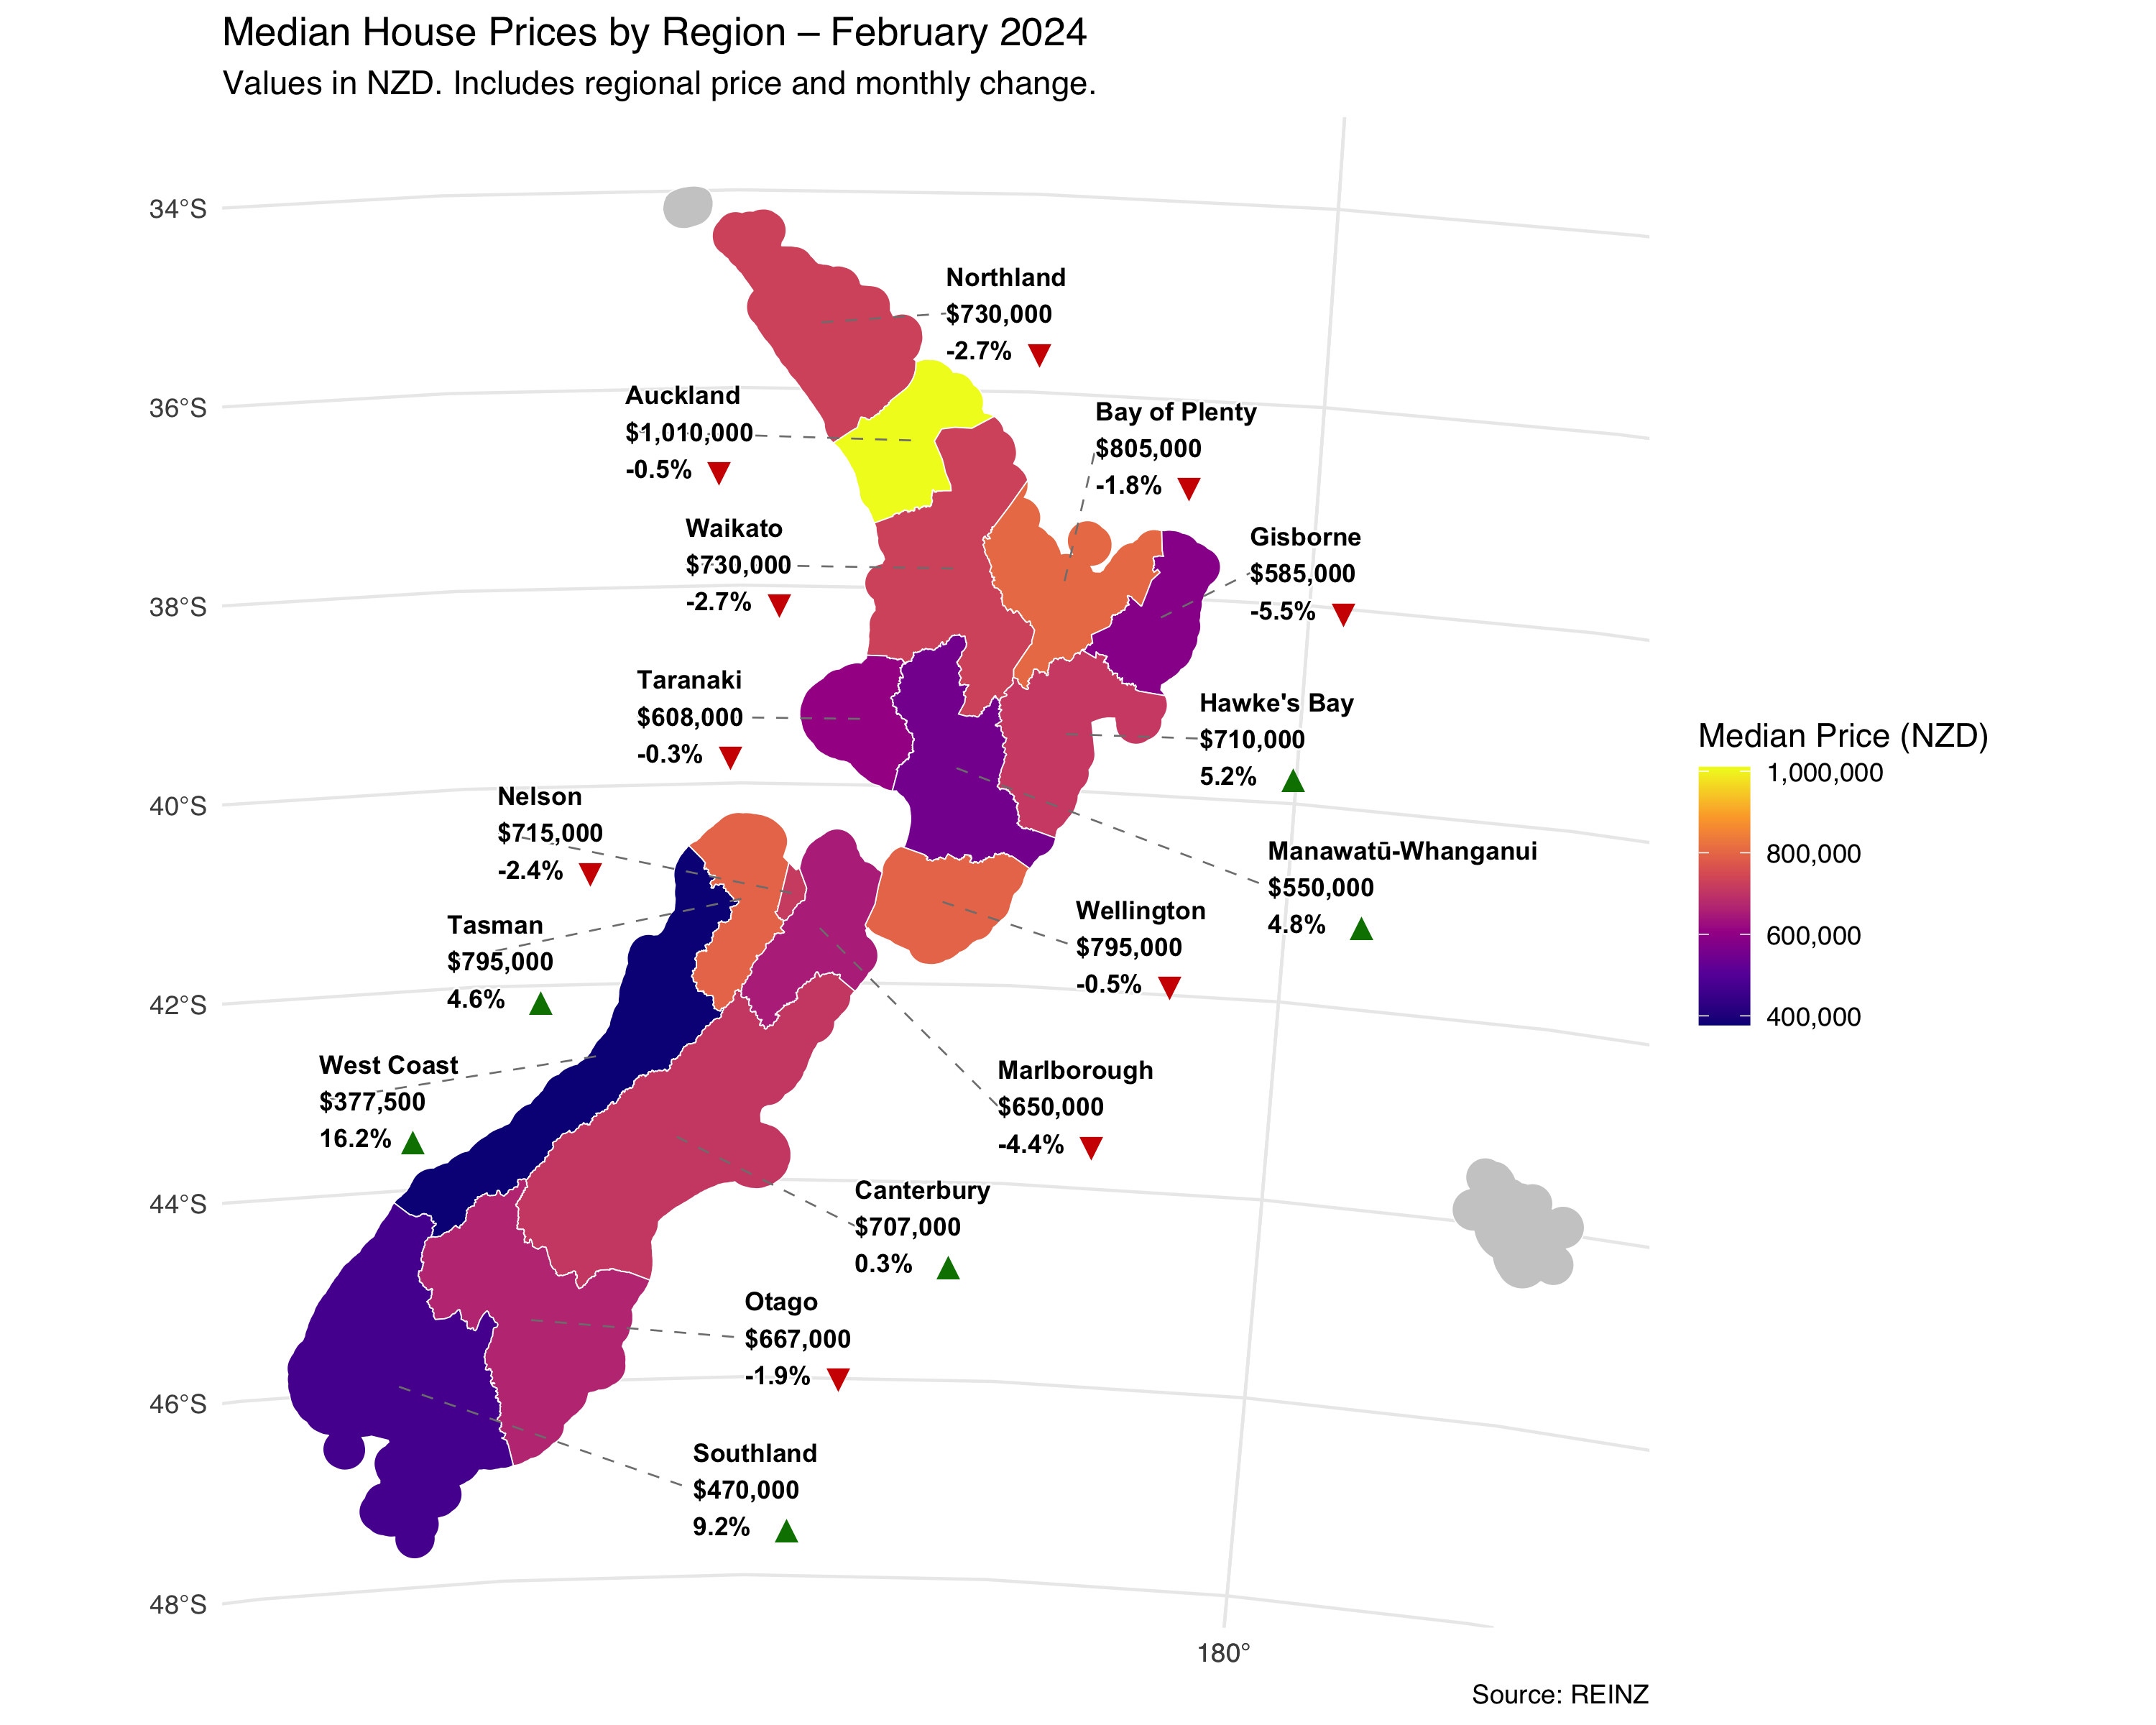 Median House Prices by Region – February 2024
Values in NZD. Includes regional price and monthly change.
34°S
36°S
38°S
40°S
42°S
44°S
46°S
48°S
180°
Northland
$730,000
-2.7%
Auckland
$1,010,000
-0.5%
Bay of Plenty
$805,000
-1.8%
Waikato
$730,000
-2.7%
Gisborne
$585,000
-5.5%
Taranaki
$608,000
-0.3%
Hawke's Bay
$710,000
5.2%
Nelson
$715,000
-2.4%
Manawatū-Whanganui
$550,000
4.8%
Tasman
$795,000
4.6%
Wellington
$795,000
-0.5%
West Coast
$377,500
16.2%
Marlborough
$650,000
-4.4%
Canterbury
$707,000
0.3%
Otago
$667,000
-1.9%
Southland
$470,000
9.2%
Median Price (NZD)
1,000,000
800,000
600,000
400,000
Source: REINZ